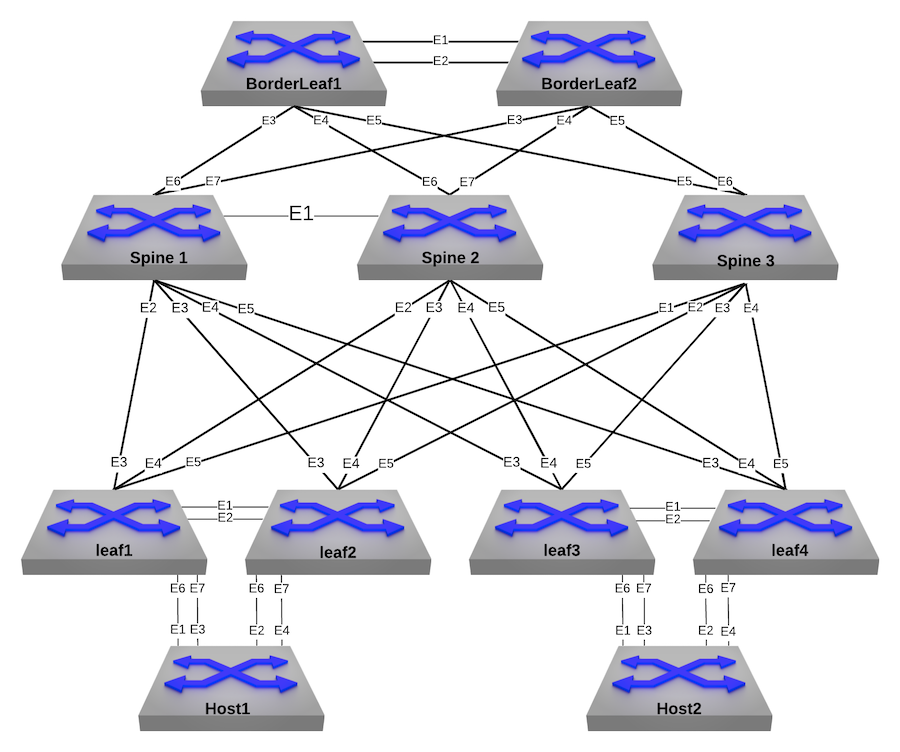 E1
E2
BorderLeaf1 BorderLeaf2
E3 E4 E5 E3 E4 E5
E6 E7 E6 E7 E5 E6
E1
Spine 1 Spine 2 Spine 3
E2 E3 E4 E5 E2 E3 E4 E5 E1 E2 E3 E4
E3 E4 E5 E3 E4 E5 E3 E4 E5 E3 E4 E5
E1 E1
E2 E2
leaf1 leaf2 leaf3 leaf4
E6 E7 E6 E7 E6 E7 E6 E7
E1 E3 E2 E4 E1 E3 E2 E4
Host1 Host2